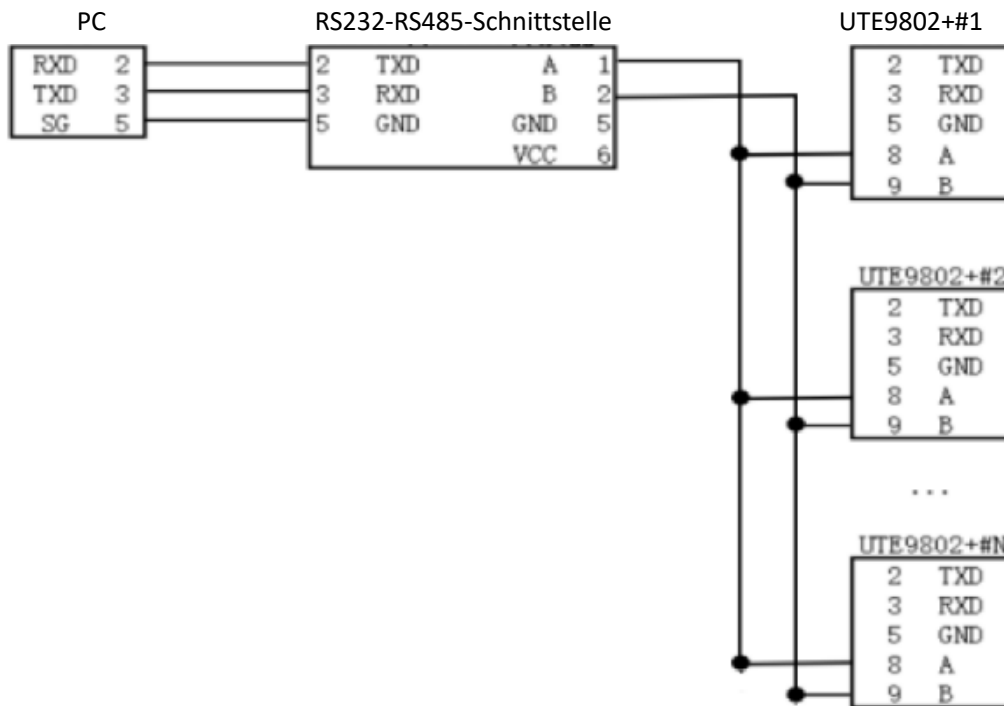 PC
RXD 2
TXD 3
SG 5
RS232-RS485-Schnittstelle
2 TXD A 1
3 RXD B 2
5 GND GND 5
VCC 6
UTE9802+#1
2 TXD
3 RXD
5 GND
8 A
9 B
UTE9802+#2
2 TXD
3 RXD
5 GND
8 A
9 B
...
UTE9802+#N
2 TXD
3 RXD
5 GND
8 A
9 B